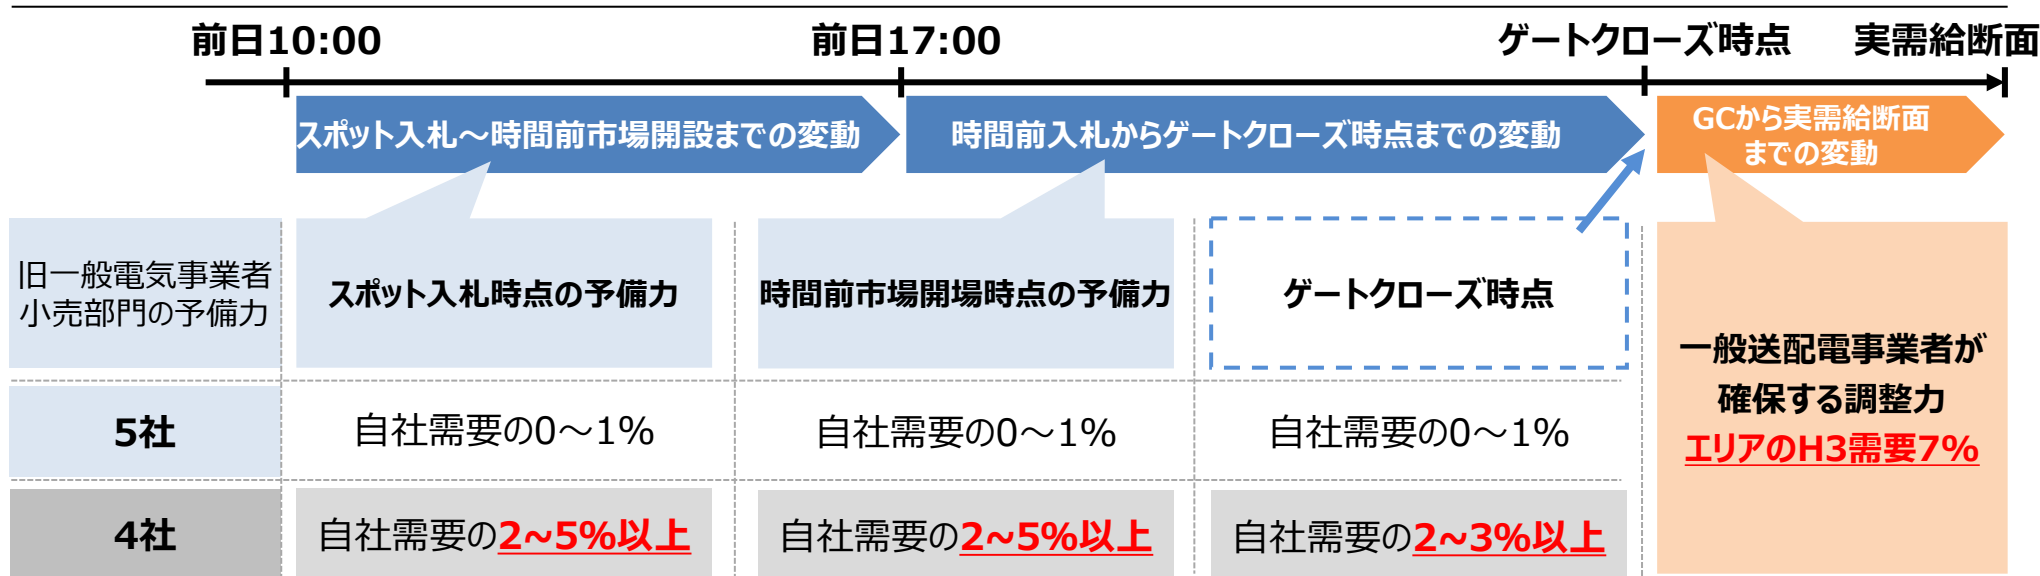 前日10:00
前日17:00
ゲートクローズ時点
実需給断面
スポット入札～時間前市場開設までの変動
時間前入札からゲートクローズ時点までの変動
GCから実需給断面
までの変動
旧一般電気事業者
小売部門の予備力
スポット入札時点の予備力
時間前市場開場時点の予備力
ゲートクローズ時点
一般送配電事業者が
確保する調整力
エリアのH3需要7%
5社
自社需要の0～1%
自社需要の0～1%
自社需要の0～1%
4社
自社需要の2~5%以上
自社需要の2~5%以上
自社需要の2~3%以上